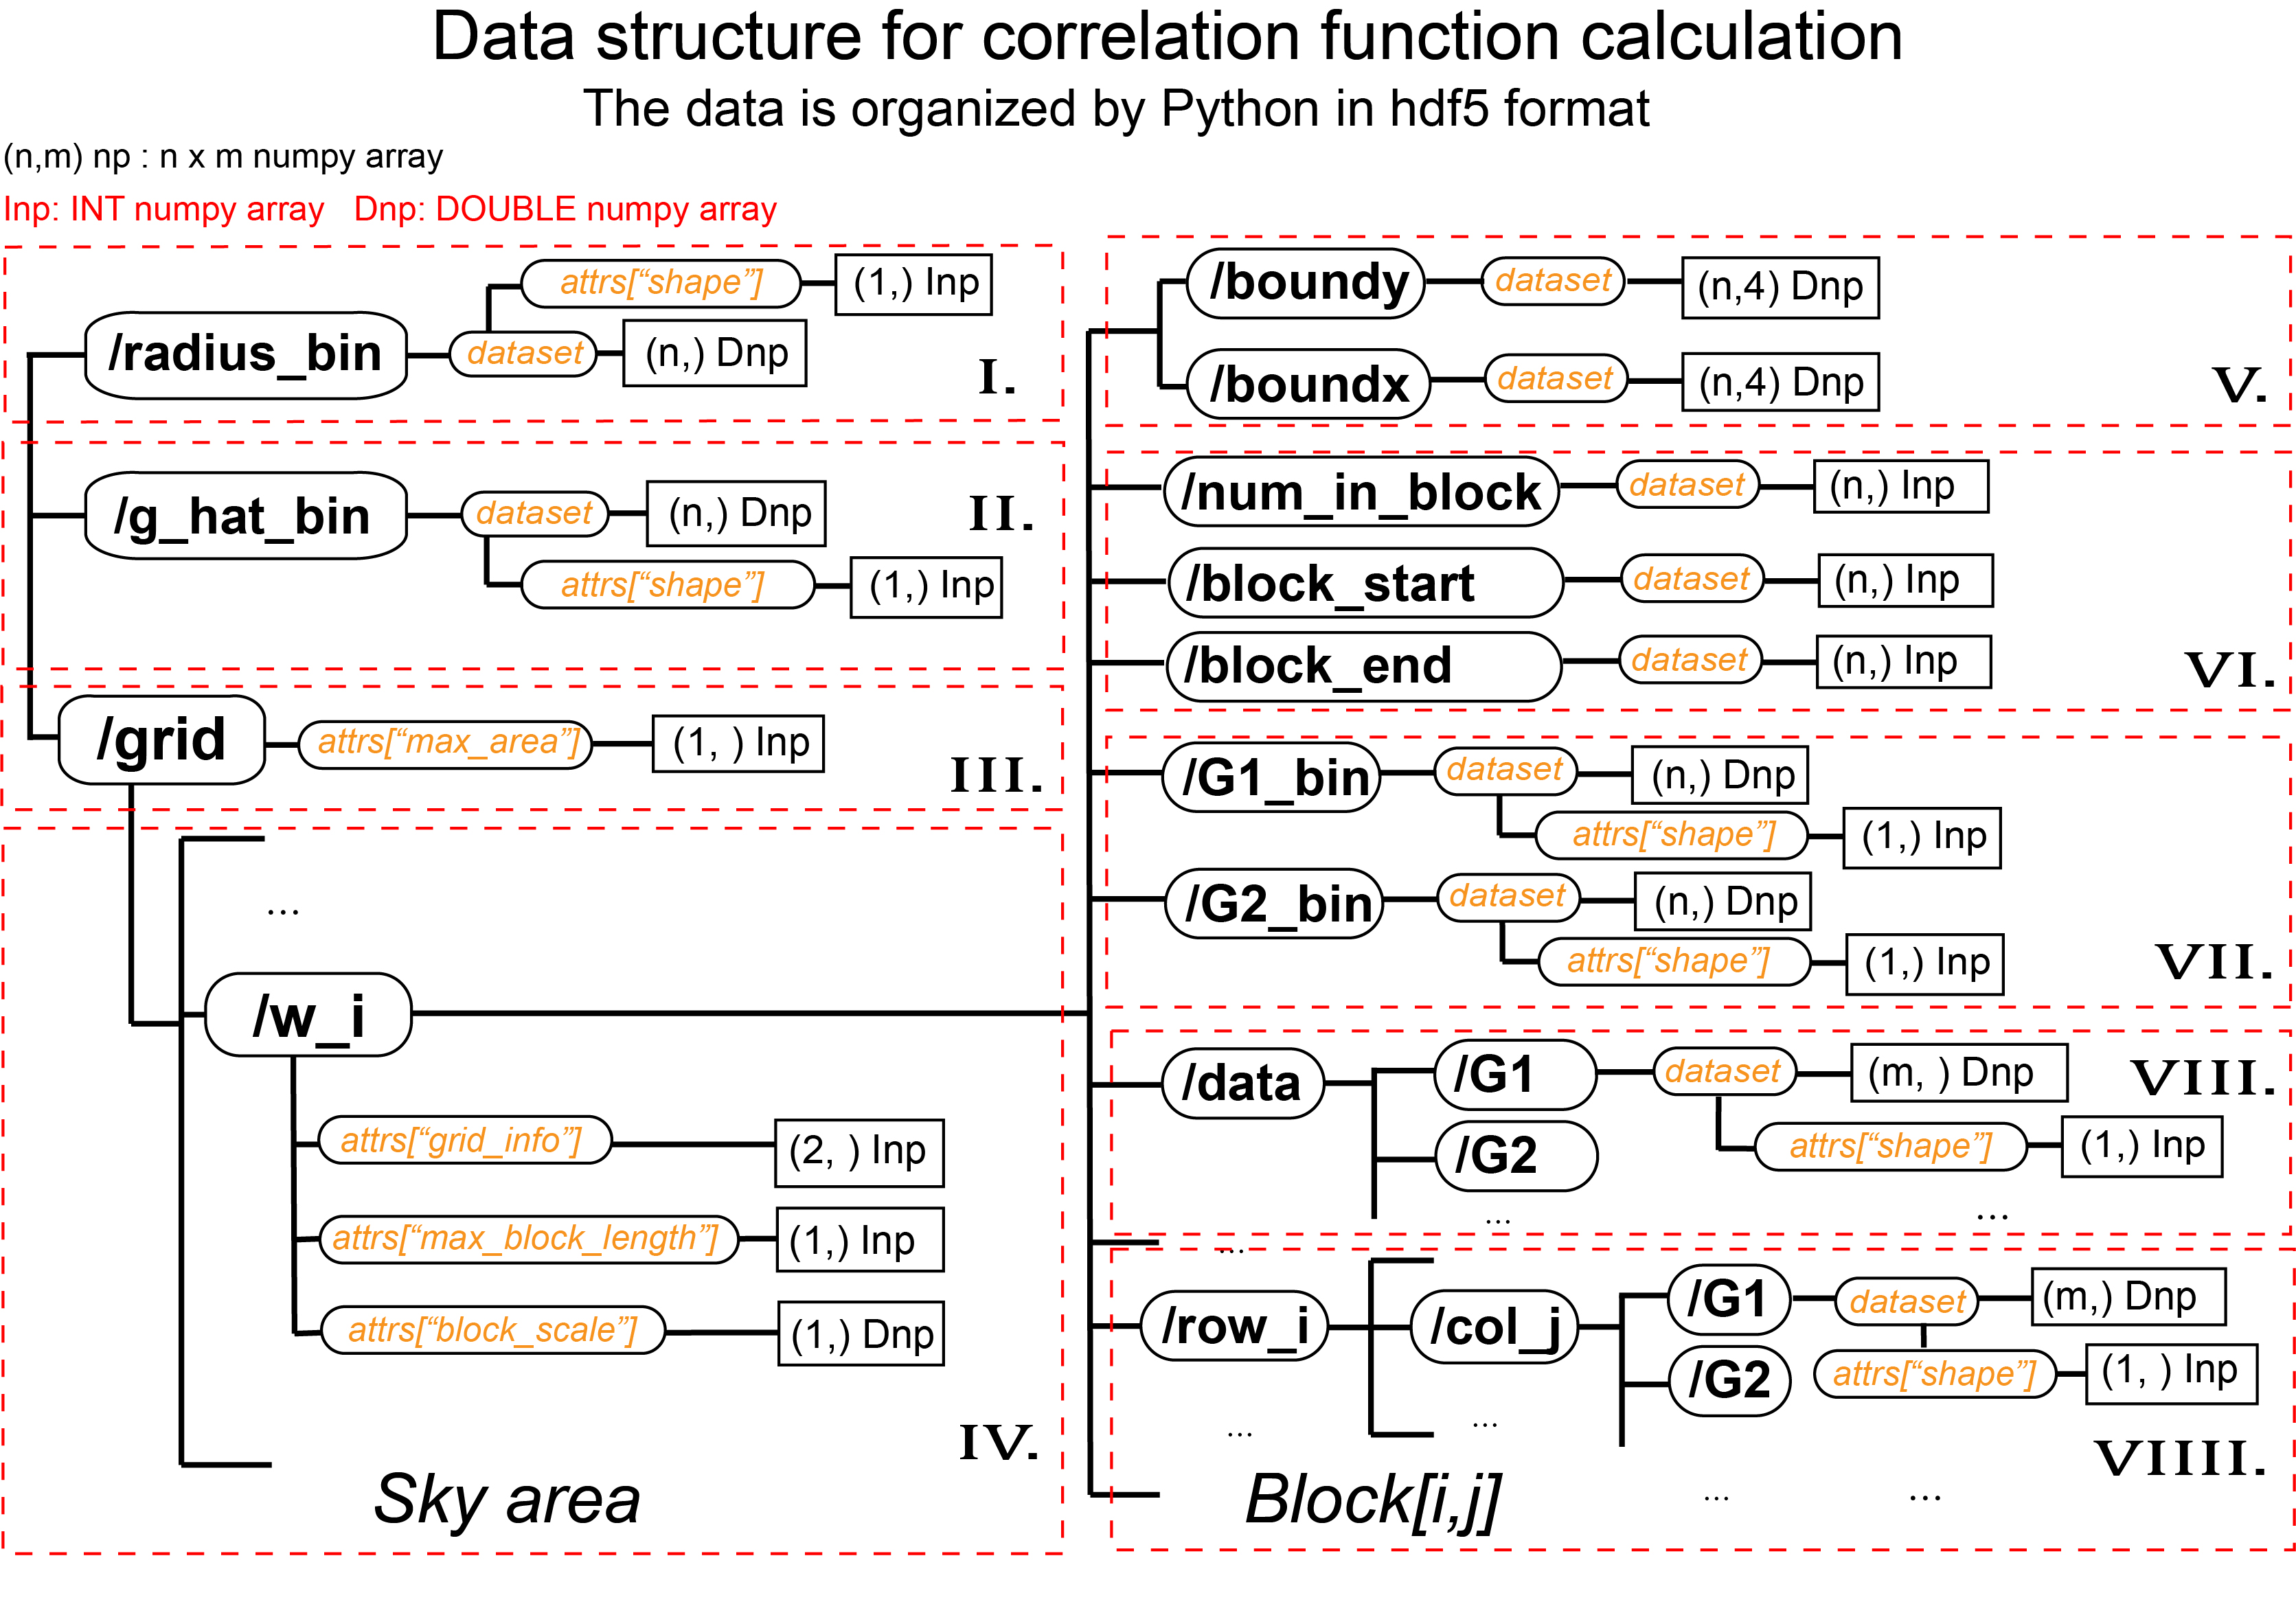 Data structure for correlation function calculation
The data is organized by Python in hdf5 format
(n,m) np : n x m numpy array
Inp: INT numpy array Dnp: DOUBLE numpy array
attrs[“shape”] (1,) Inp
/radius_bin dataset (n,) Dnp
I.
/g_hat_bin dataset (n,) Dnp
II.
attrs[“shape”] (1,) Inp
/grid attrs[“max_area”] (1, ) Inp
III.
...
/w_i
attrs[“grid_info”] (2, ) Inp
attrs[“max_block_length”] (1,) Inp
attrs[“block_scale”] (1,) Dnp
IV.
Sky area
/boundy dataset (n,4) Dnp
/boundx dataset (n,4) Dnp
V.
/num_in_block dataset (n,) Inp
/block_start dataset (n,) Inp
/block_end dataset (n,) Inp
VI.
/G1_bin dataset (n,) Dnp
attrs[“shape”] (1,) Inp
/G2_bin dataset (n,) Dnp
attrs[“shape”] (1,) Inp
VII.
/data /G1 dataset (m, ) Dnp
VIII.
attrs[“shape”] (1,) Inp
/G2
... ...
...
/row_i /col_j /G1 dataset (m,) Dnp
/G2 attrs[“shape”] (1, ) Inp
... ...
VIIII.
Block[i,j] ... ...